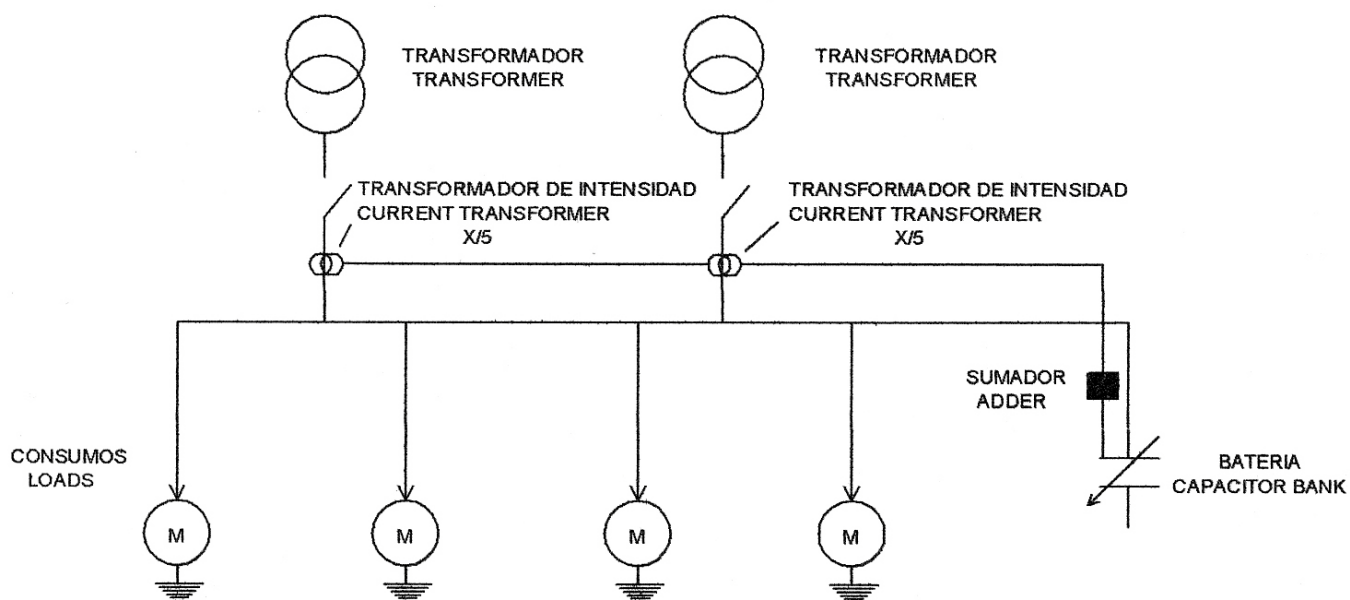 TRANSFORMADOR
TRANSFORMER
TRANSFORMADOR
TRANSFORMER
TRANSFORMADOR DE INTENSIDAD
CURRENT TRANSFORMER
X/5
TRANSFORMADOR DE INTENSIDAD
CURRENT TRANSFORMER
X/5
SUMADOR
ADDER
CONSUMOS
LOADS
BATERIA
CAPACITOR BANK
M
M
M
M